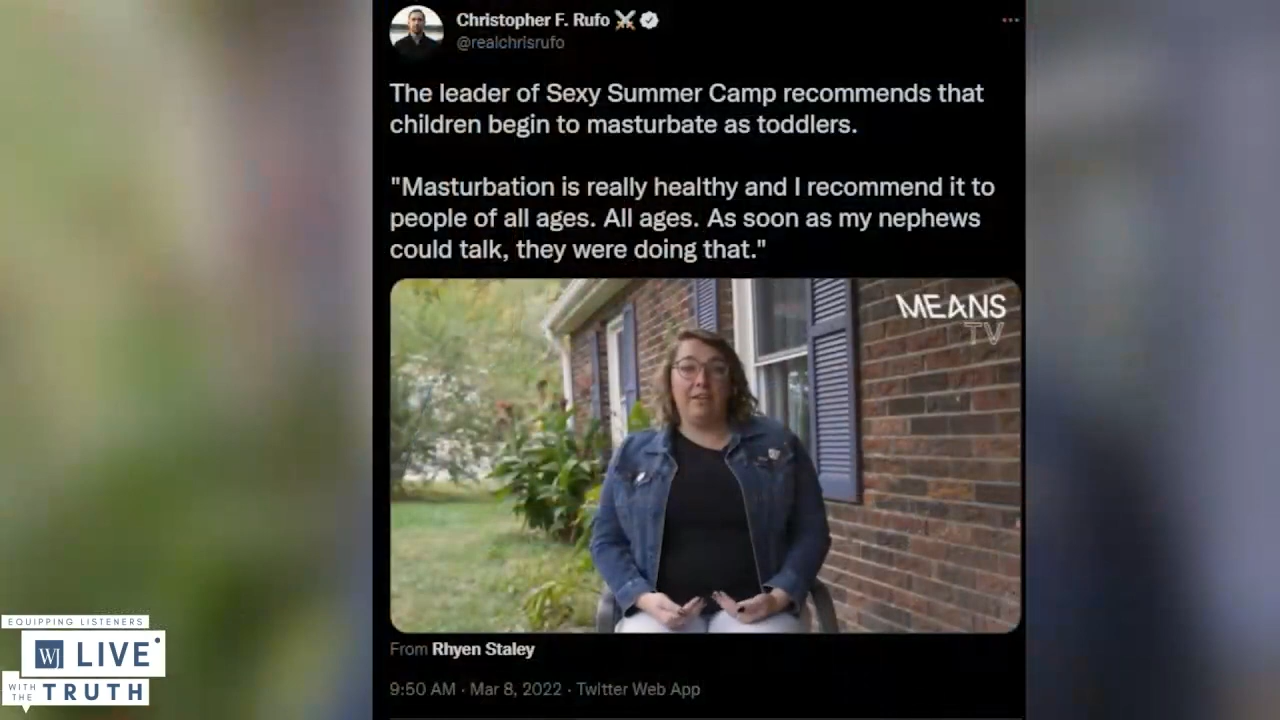 Christopher F. Rufo ⚔️
@realchrisrufo
The leader of Sexy Summer Camp recommends that
children begin to masturbate as toddlers.
"Masturbation is really healthy and I recommend it to
people of all ages. All ages. As soon as my nephews
could talk, they were doing that."
MEANS
TV
From Rhyen Staley
9:50 AM · Mar 8, 2022 · Twitter Web App
EQUIPPING LISTENERS
WJ LIVE
WITH THE TRUTH